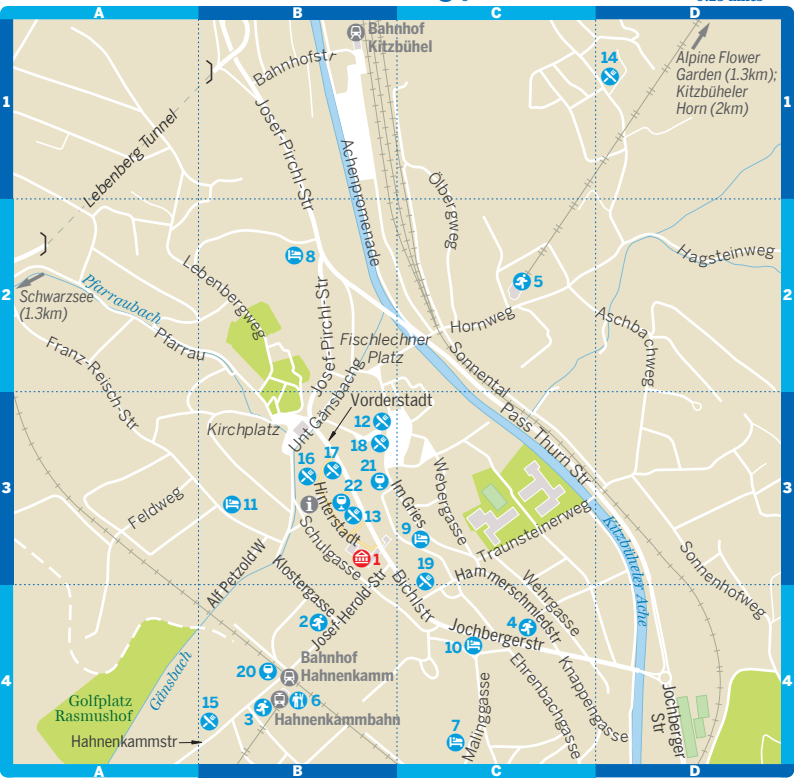 A
B
C
D
Bahnhof
Kitzbühel
14
Alpine Flower
Garden (1.3km);
Kitzbüheler
Horn (2km)
Bahnhofstr
1
1
Lebenberg Tunnel
Josef-Pirchl-Str
Achenpromenade
Ölbergweg
Hagsteinweg
8
5
2
2
Schwarzsee
(1.3km)
Pfarraubach
Lebenbergweg
Josef-Pirchl-Str
Hornweg
Aschbachweg
Pfarrau
Franz-Reisch-Str
Fischlechner
Platz
Sonnental
Unt Gänsbachg
Vorderstadt
Pass Thurn Str
Kirchplatz
12
18
16
17
21
22
13
3
3
Feldweg
11
Hinterstadt
Im Gries
Webergasse
9
Traunsteinerweg
Schulgasse
1
19
Kitzbüheler Ache
Sonnenhofweg
Alf Petzold W
Klostergasse
Josef-Herold Str
Bichlstr
Hammerschmiedstr
Wehrgasse
2
4
Jochbergerstr
10
Bahnhof
Hahnenkamm
20
4
4
Gänsbach
Golfplatz
Rasmushof
15
3
6
Hahnenkammbahn
Hahnenkammstr
7
Malinggasse
Ehrenbachgasse
Knappengasse
Jochberger
Str
A
B
C
D